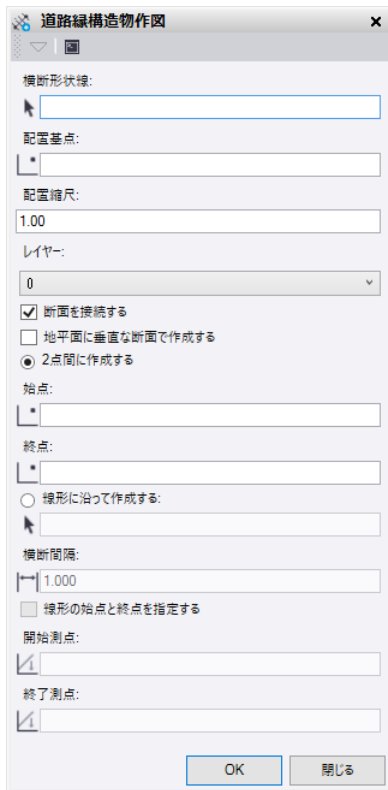 道路縁構造物作図
横断形状線:
配置基点:
配置縮尺:
1.00
レイヤー:
0
断面を接続する
地平面に垂直な断面で作成する
2点間に作成する
始点:
終点:
線形に沿って作成する:
横断間隔:
1.000
線形の始点と終点を指定する
開始測点:
終了測点:
OK 閉じる